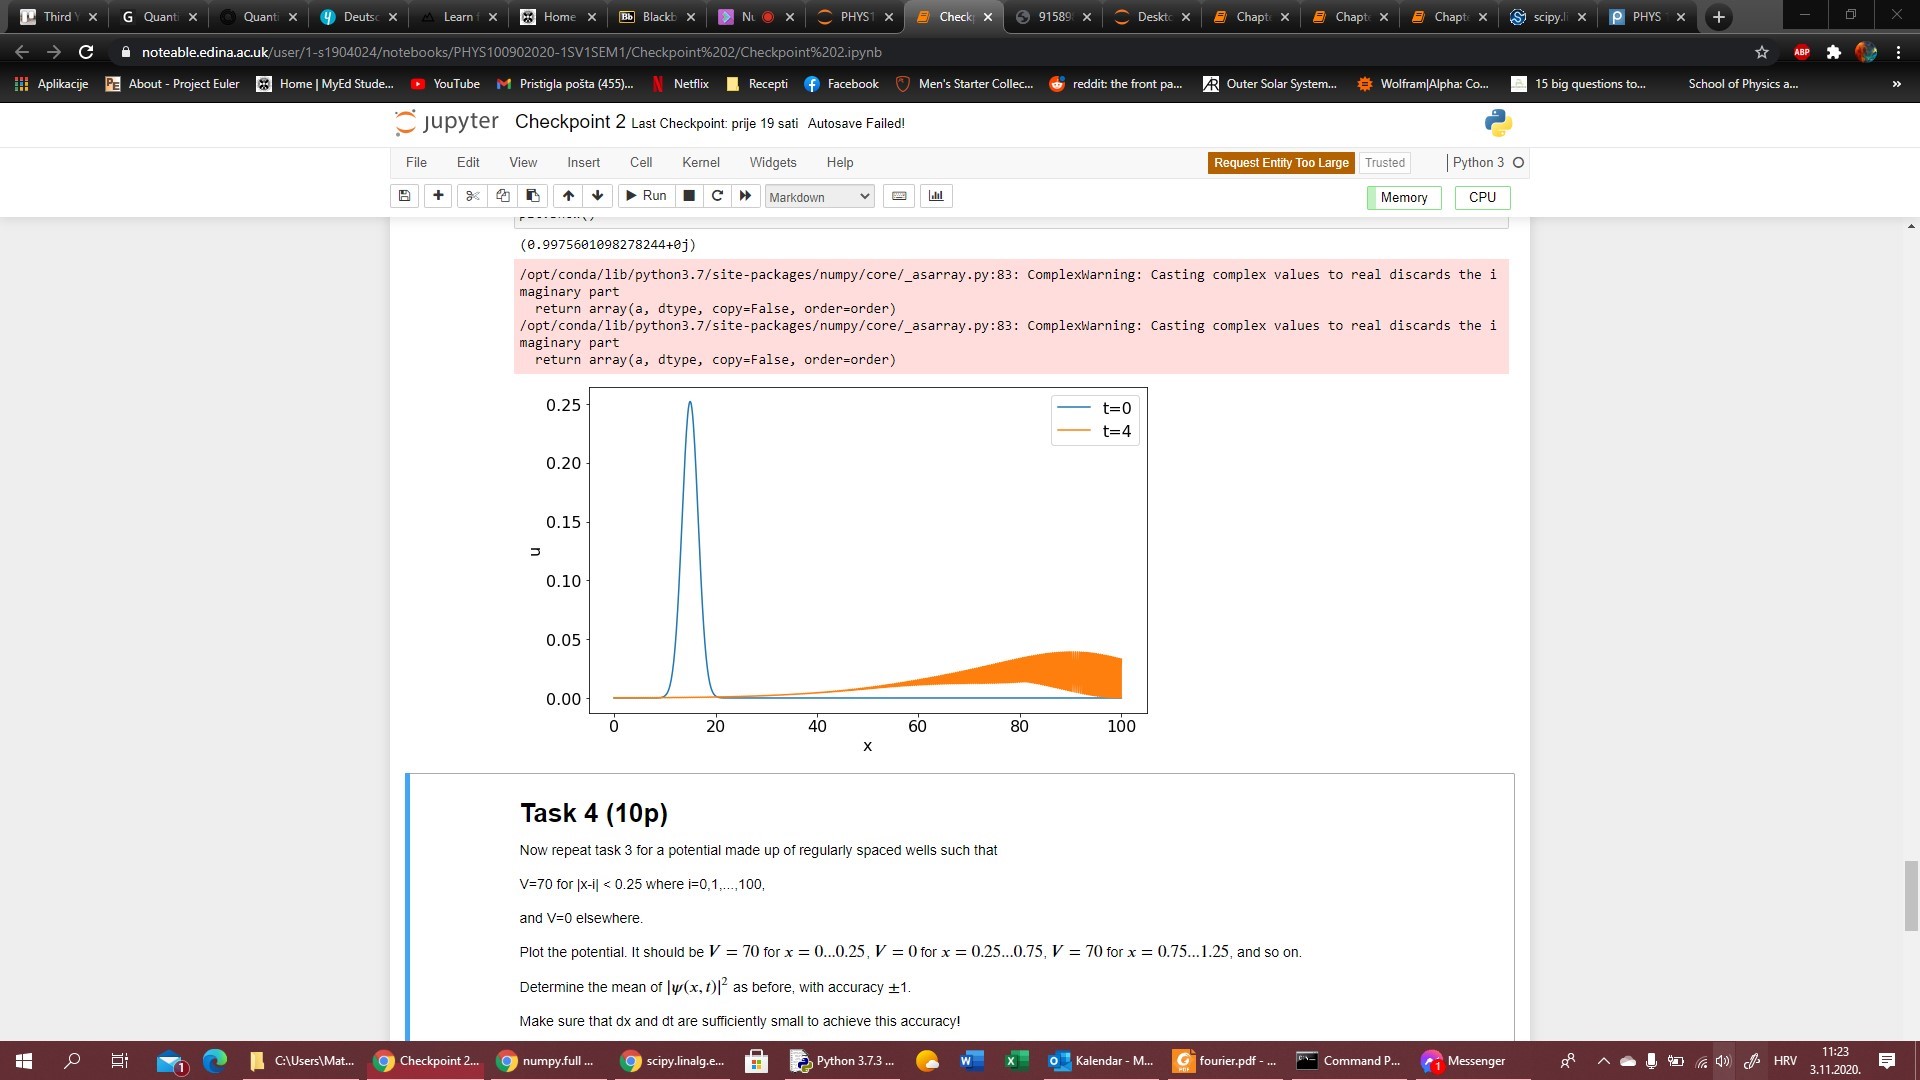 Third Y
Quanti
Quanti
Deutsc
Learn f
Home
Blackb
Nu
PHYS1
Check
91589
Deskto
Chapte
Chapte
Chapte
scipy.li
PHYS
noteable.edina.ac.uk/user/1-s1904024/notebooks/PHYS100902020-1SV1SEM1/Checkpoint%202/Checkpoint%202.ipynb
Aplikacije
About - Project Euler
Home | MyEd Stude...
YouTube
Pristigla pošta (455)...
Netflix
Recepti
Facebook
Men's Starter Collec...
reddit: the front pa...
Outer Solar System...
Wolfram|Alpha: Co...
15 big questions to...
School of Physics a...
»
jupyter Checkpoint 2 Last Checkpoint: prije 19 sati Autosave Failed!
File Edit View Insert Cell Kernel Widgets Help Request Entity Too Large Trusted Python 3
Run Markdown Memory CPU
(0.9975601098278244+0j)
/opt/conda/lib/python3.7/site-packages/numpy/core/_asarray.py:83: ComplexWarning: Casting complex values to real discards the i
maginary part
return array(a, dtype, copy=False, order=order)
/opt/conda/lib/python3.7/site-packages/numpy/core/_asarray.py:83: ComplexWarning: Casting complex values to real discards the i
maginary part
return array(a, dtype, copy=False, order=order)
t=0
t=4
0.25
0.20
0.15
0.10
0.05
0.00
u
0 20 40 60 80 100
x
Task 4 (10p)
Now repeat task 3 for a potential made up of regularly spaced wells such that
V=70 for |x-i| < 0.25 where i=0,1,...,100,
and V=0 elsewhere.
Plot the potential. It should be V = 70 for x = 0...0.25, V = 0 for x = 0.25...0.75, V = 70 for x = 0.75...1.25, and so on.
Determine the mean of |ψ(x, t)|² as before, with accuracy ±1.
Make sure that dx and dt are sufficiently small to achieve this accuracy!
C:\Users\Mat...
Checkpoint 2...
numpy.full ...
scipy.linalg.e...
Python 3.7.3 ...
Kalendar - M...
fourier.pdf - ...
Command P...
Messenger
HRV
11:23
3.11.2020.